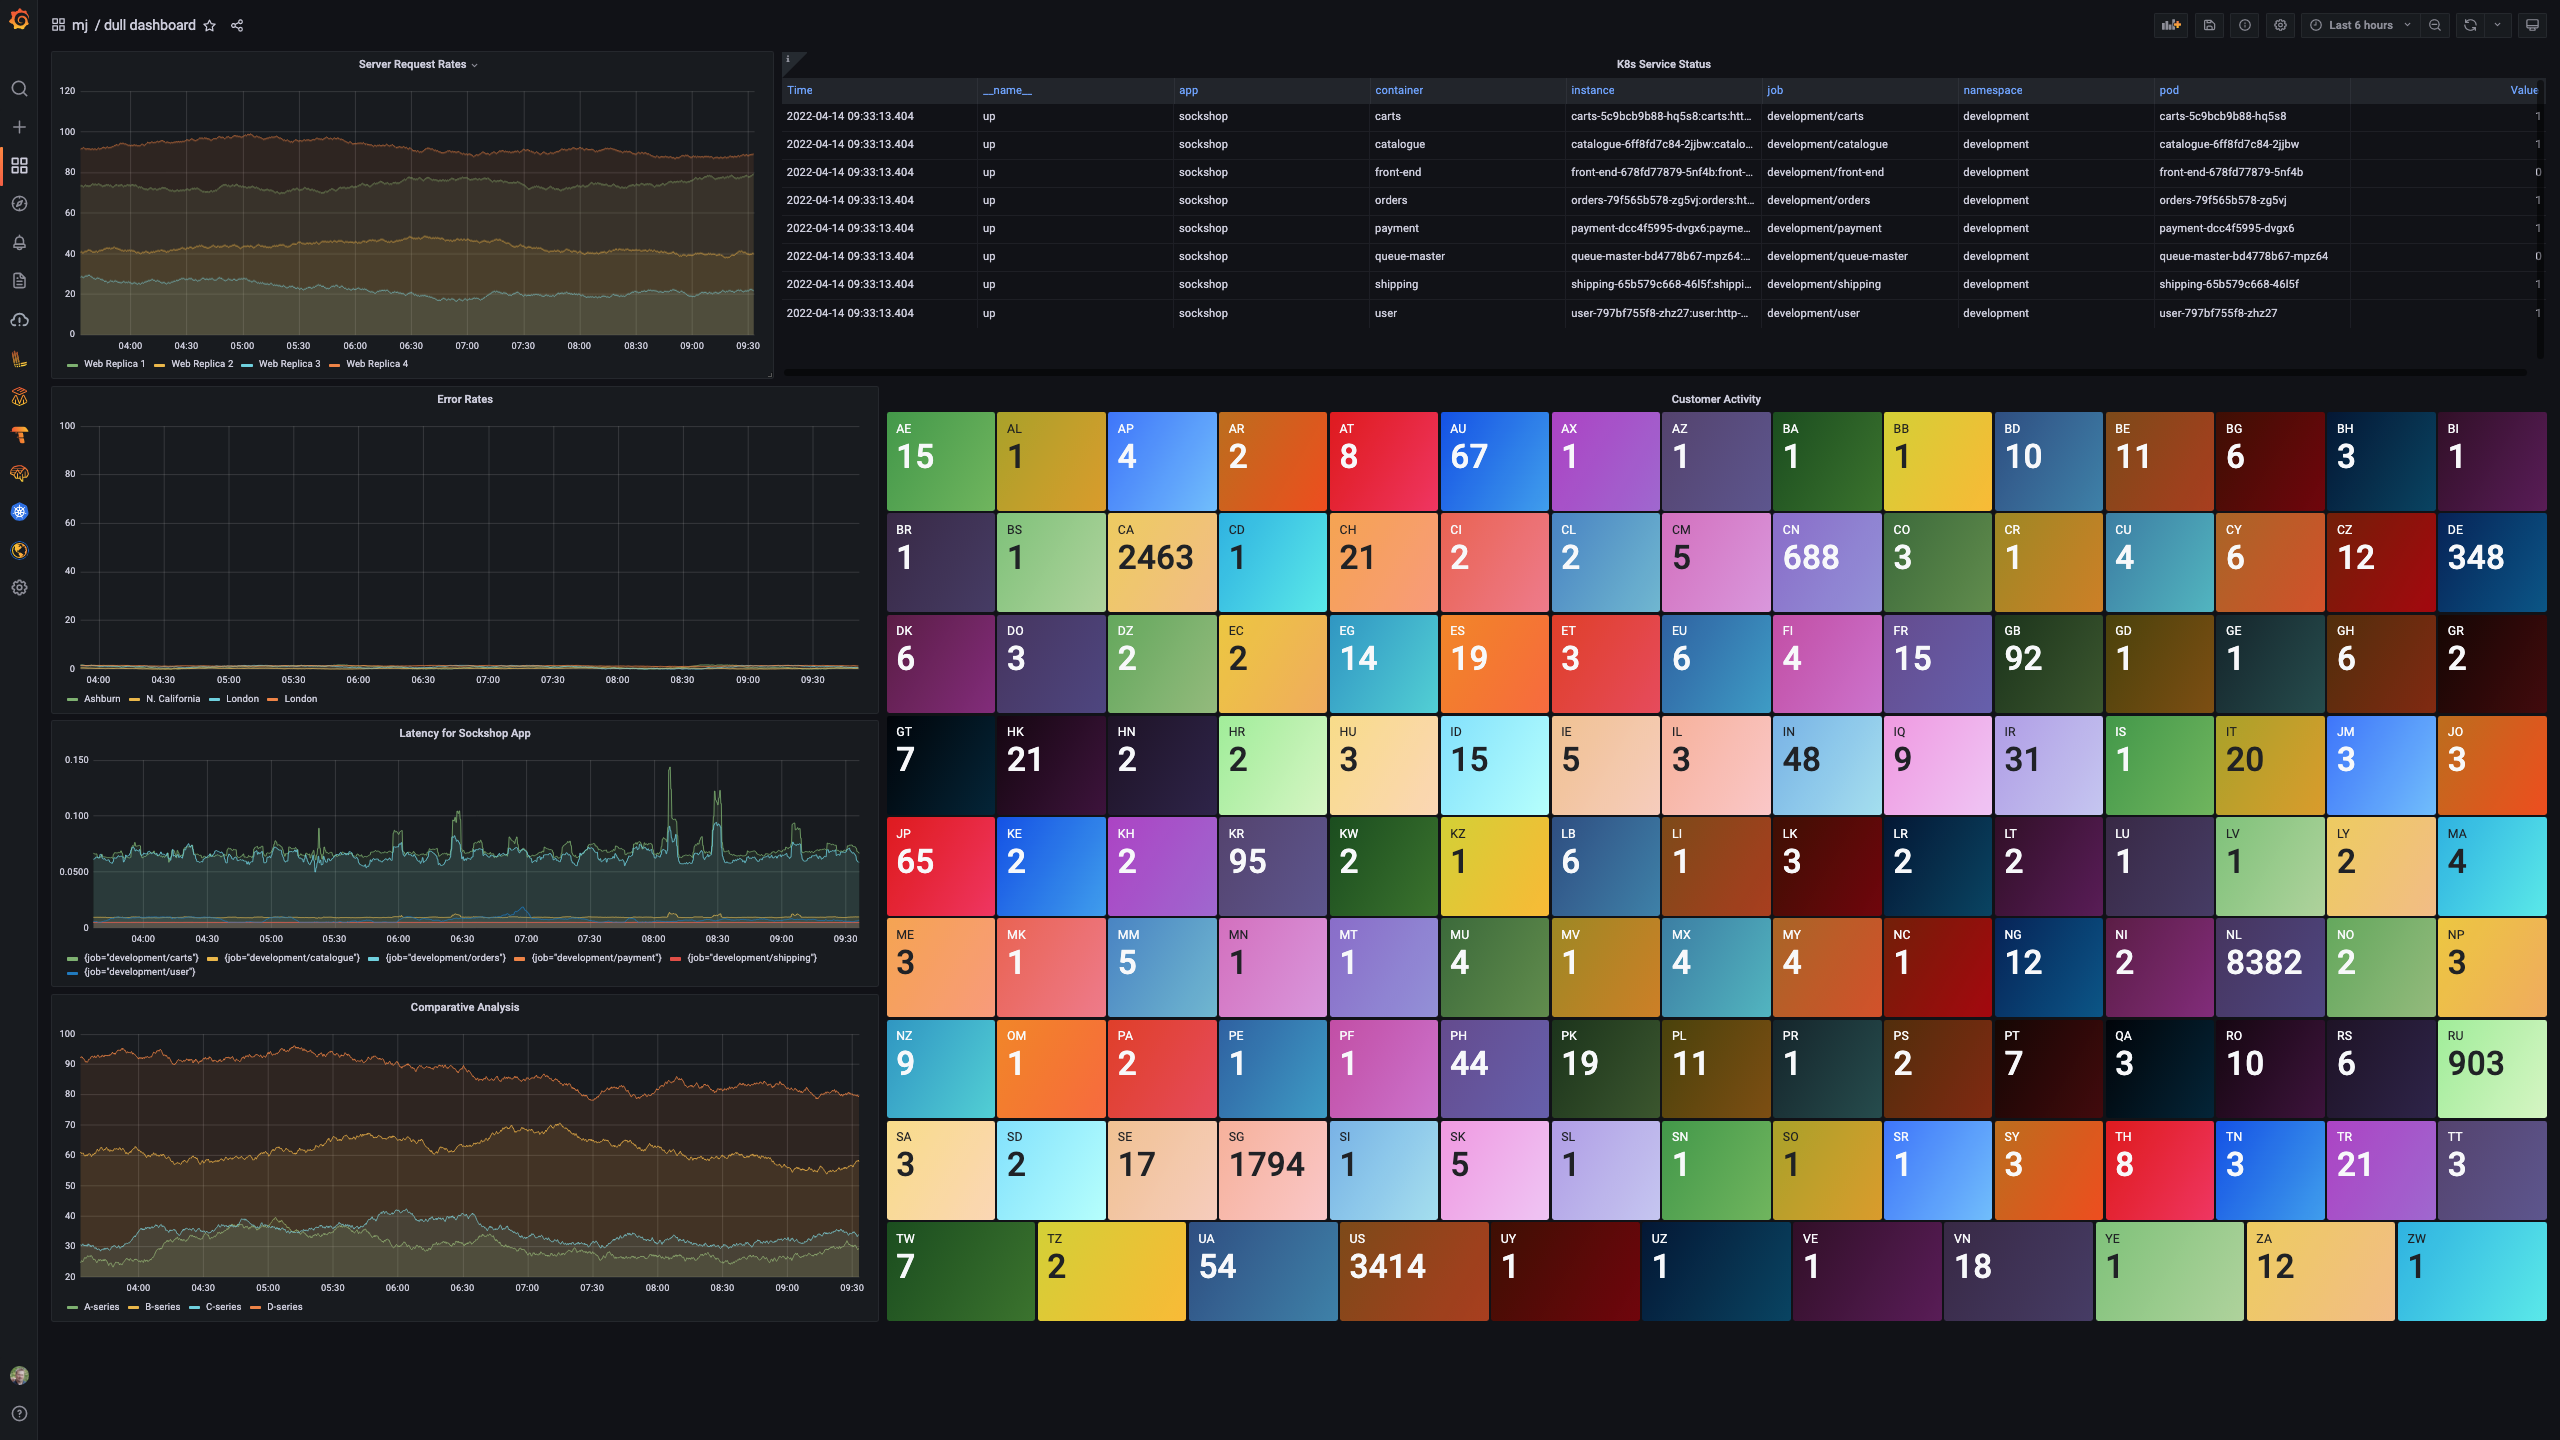 mj / dull dashboard
Last 6 hours
Server Request Rates
120
100
80
60
40
20
0
04:00 04:30 05:00 05:30 06:00 06:30 07:00 07:30 08:00 08:30 09:00 09:30
Web Replica 1 Web Replica 2 Web Replica 3 Web Replica 4
i
K8s Service Status
Time __name__ app container instance job namespace pod Value
2022-04-14 09:33:13.404 up sockshop carts carts-5c9bcb9b88-hq5s8:carts:htt... development/carts development carts-5c9bcb9b88-hq5s8 1
2022-04-14 09:33:13.404 up sockshop catalogue catalogue-6ff8fd7c84-2jjbw:catalo... development/catalogue development catalogue-6ff8fd7c84-2jjbw 1
2022-04-14 09:33:13.404 up sockshop front-end front-end-678fd77879-5nf4b:front-... development/front-end development front-end-678fd77879-5nf4b 0
2022-04-14 09:33:13.404 up sockshop orders orders-79f565b578-zg5vj:orders:ht... development/orders development orders-79f565b578-zg5vj 1
2022-04-14 09:33:13.404 up sockshop payment payment-dcc4f5995-dvgx6:payme... development/payment development payment-dcc4f5995-dvgx6 1
2022-04-14 09:33:13.404 up sockshop queue-master queue-master-bd4778b67-mpz64:... development/queue-master development queue-master-bd4778b67-mpz64 0
2022-04-14 09:33:13.404 up sockshop shipping shipping-65b579c668-46l5f:shippi... development/shipping development shipping-65b579c668-46l5f 1
2022-04-14 09:33:13.404 up sockshop user user-797bf755f8-zhz27:user:http-... development/user development user-797bf755f8-zhz27 1
Error Rates
100
80
60
40
20
0
04:00 04:30 05:00 05:30 06:00 06:30 07:00 07:30 08:00 08:30 09:00 09:30
Ashburn N. California London London
Latency for Sockshop App
0.150
0.100
0.0500
0
04:00 04:30 05:00 05:30 06:00 06:30 07:00 07:30 08:00 08:30 09:00 09:30
{job="development/carts"} {job="development/catalogue"} {job="development/orders"} {job="development/payment"} {job="development/shipping"}
{job="development/user"}
Comparative Analysis
100
90
80
70
60
50
40
30
20
04:00 04:30 05:00 05:30 06:00 06:30 07:00 07:30 08:00 08:30 09:00 09:30
A-series B-series C-series D-series
Customer Activity
AE AL AP AR AT AU AX AZ BA BB BD BE BG BH BI
15 1 4 2 8 67 1 1 1 1 10 11 6 3 1
BR BS CA CD CH CI CL CM CN CO CR CU CY CZ DE
1 1 2463 1 21 2 2 5 688 3 1 4 6 12 348
DK DO DZ EC EG ES ET EU FI FR GB GD GE GH GR
6 3 2 2 14 19 3 6 4 15 92 1 1 6 2
GT HK HN HR HU ID IE IL IN IQ IR IS IT JM JO
7 21 2 2 3 15 5 3 48 9 31 1 20 3 3
JP KE KH KR KW KZ LB LI LK LR LT LU LV LY MA
65 2 2 95 2 1 6 1 3 2 2 1 1 2 4
ME MK MM MN MT MU MV MX MY NC NG NI NL NO NP
3 1 5 1 1 4 1 4 4 1 12 2 8382 2 3
NZ OM PA PE PF PH PK PL PR PS PT QA RO RS RU
9 1 2 1 1 44 19 11 1 2 7 3 10 6 903
SA SD SE SG SI SK SL SN SO SR SY TH TN TR TT
3 2 17 1794 1 5 1 1 1 1 3 8 3 21 3
TW TZ UA US UY UZ VE VN YE ZA ZW
7 2 54 3414 1 1 1 18 1 12 1